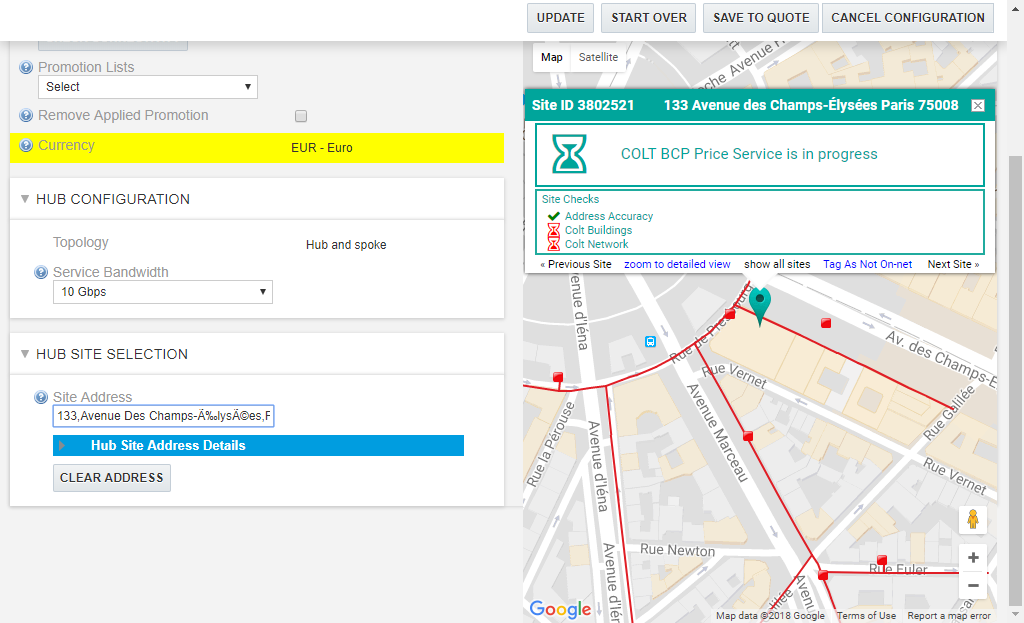 UPDATE START OVER SAVE TO QUOTE CANCEL CONFIGURATION
Promotion Lists
Select
Remove Applied Promotion
Currency EUR - Euro
HUB CONFIGURATION
Topology Hub and spoke
Service Bandwidth
10 Gbps
HUB SITE SELECTION
Site Address
133,Avenue Des Champs-Ã‰lysÃ©es,F
Hub Site Address Details
CLEAR ADDRESS
Map Satellite
che Avenue
Site ID 3802521 133 Avenue des Champs-Élysées Paris 75008
COLT BCP Price Service is in progress
Site Checks
Address Accuracy
Colt Buildings
Colt Network
« Previous Site zoom to detailed view show all sites Tag As Not On-net Next Site »
Avenue d'Iéna
Rue de Presbourg
Av. des Champs-É
Rue Vernet
Rue Galilée
Avenue Marceau
Rue la Pérouse
Avenue d'Iéna
Rue Vernet
Rue Newton
Avenue d'Ié
Rue Euler
Avenu
Google
Map data ©2018 Google Terms of Use Report a map error